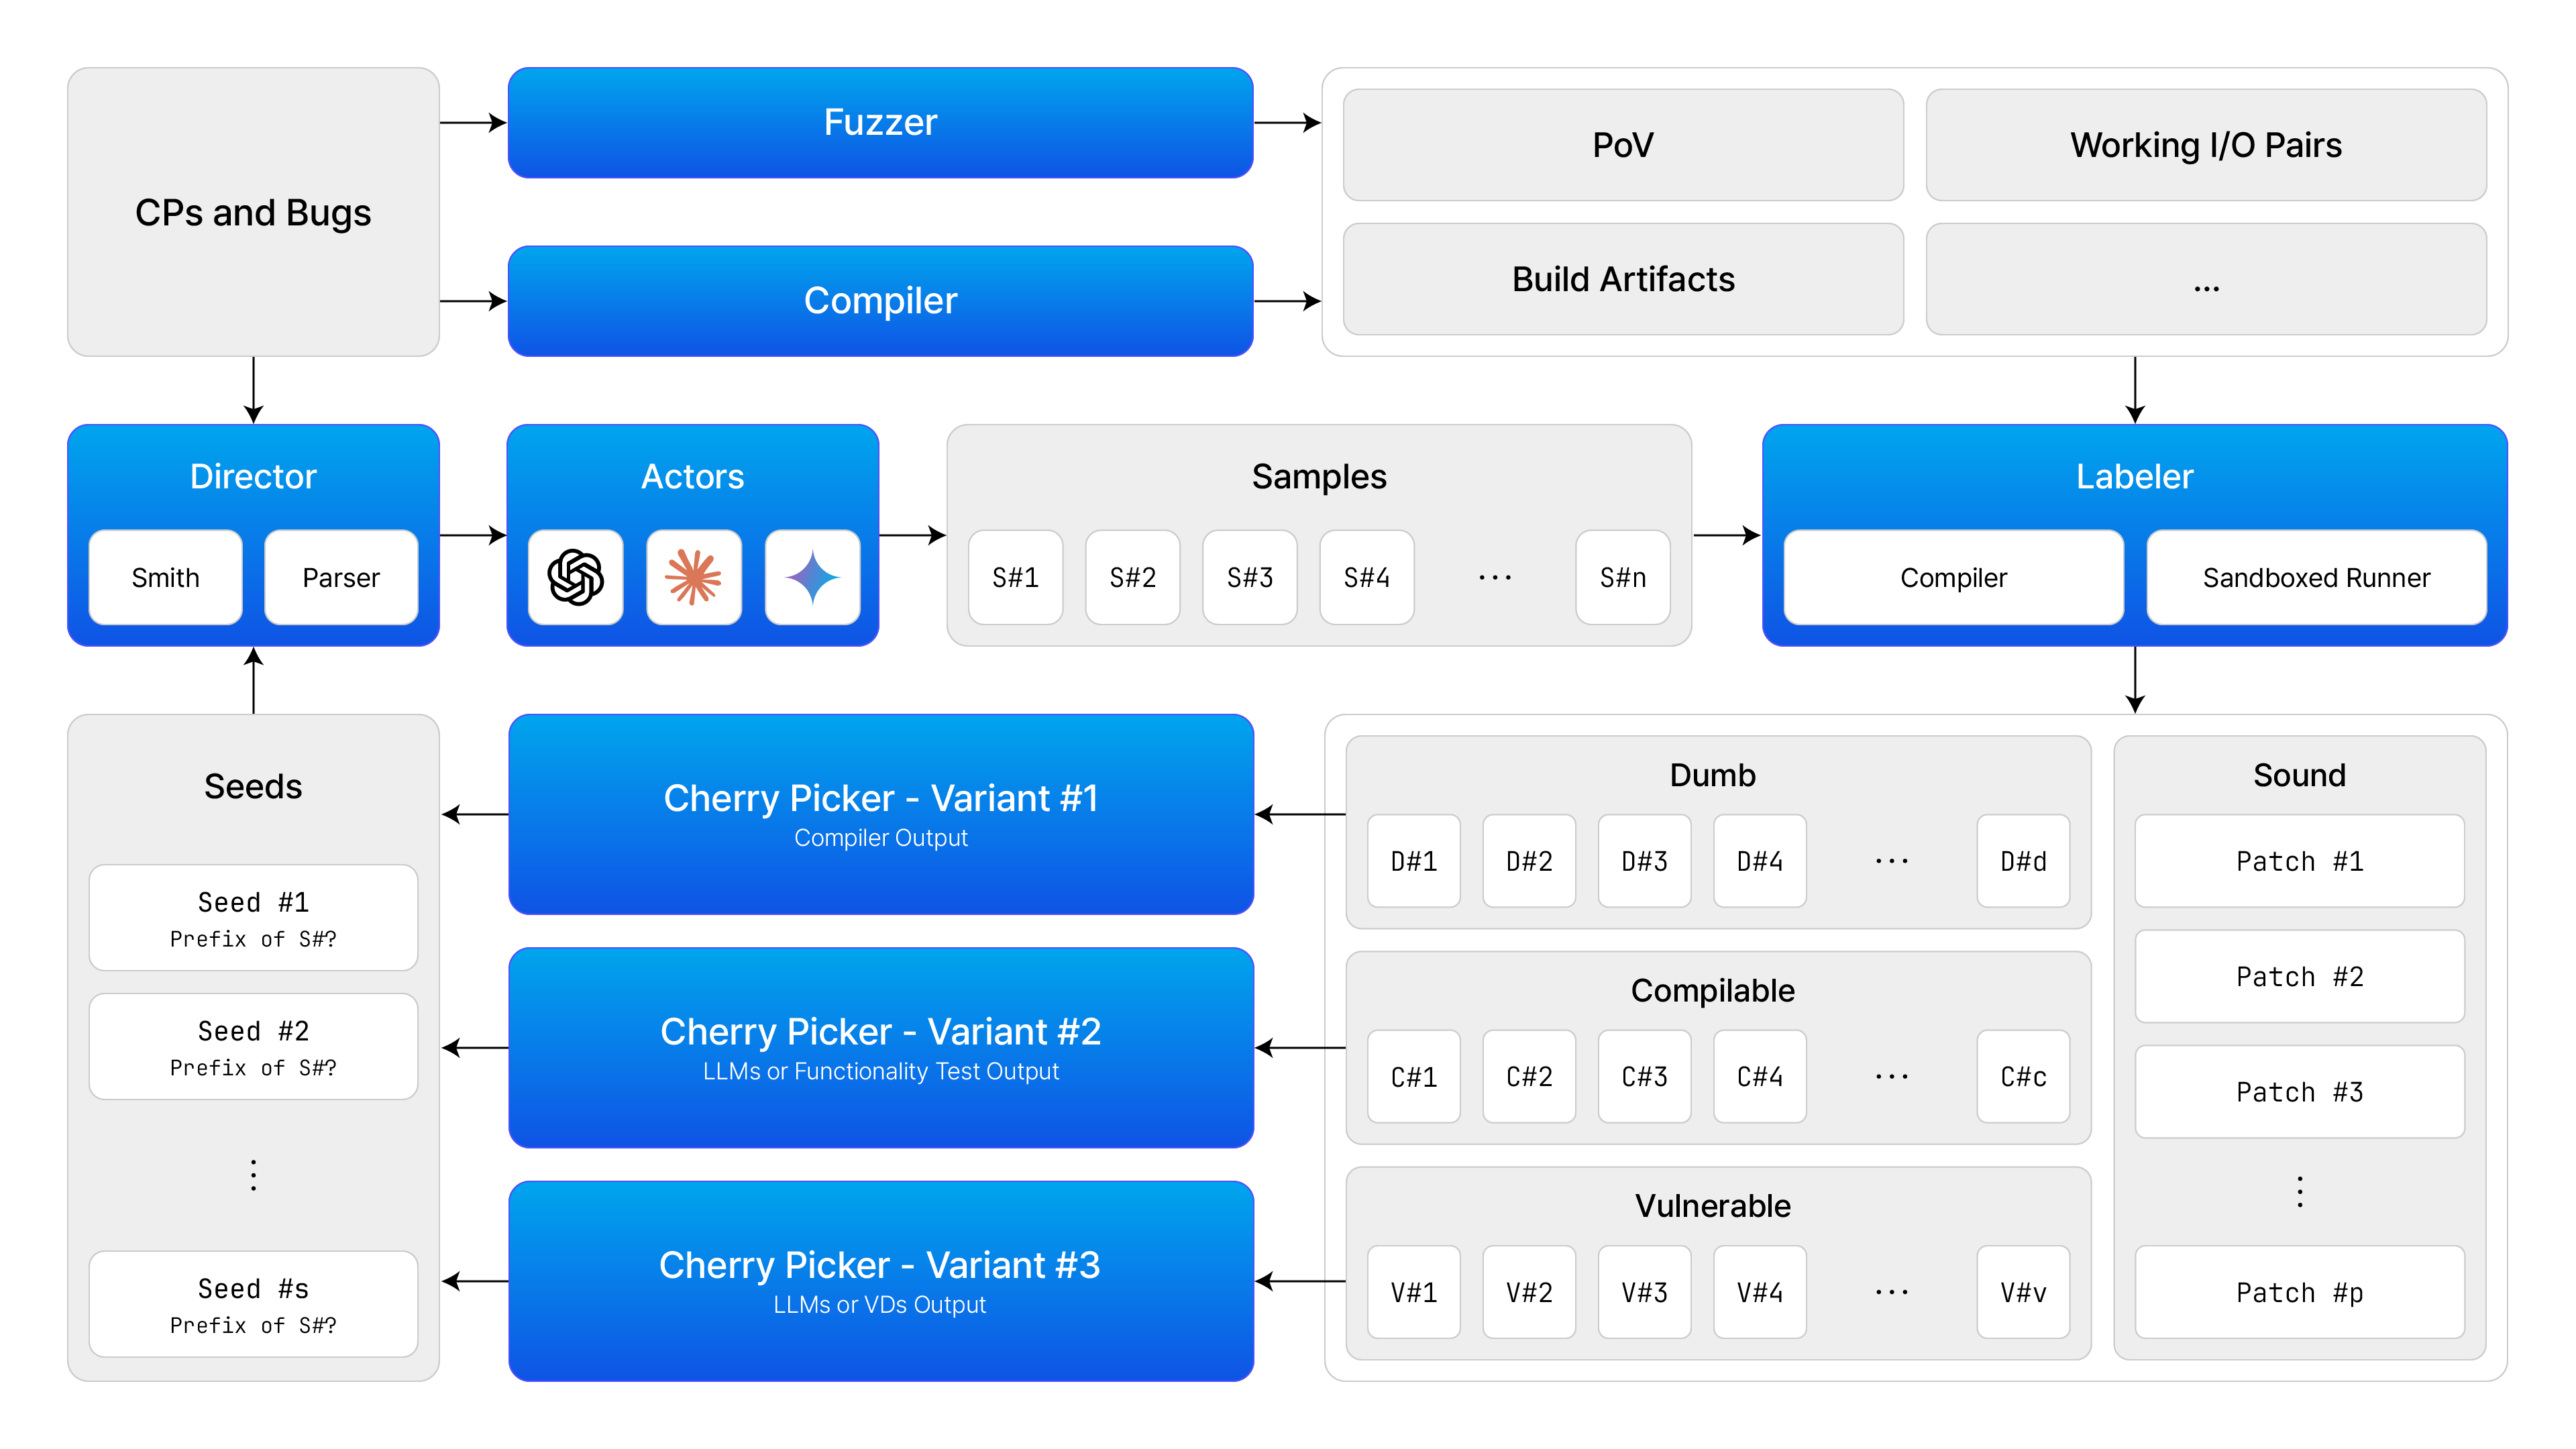 CPs and Bugs
Fuzzer
Compiler
PoV
Working I/O Pairs
Build Artifacts
...
Director
Smith
Parser
Actors
Samples
S#1
S#2
S#3
S#4
...
S#n
Labeler
Compiler
Sandboxed Runner
Seeds
Seed #1
Prefix of S#?
Seed #2
Prefix of S#?
⋮
Seed #s
Prefix of S#?
Cherry Picker - Variant #1
Compiler Output
Cherry Picker - Variant #2
LLMs or Functionality Test Output
Cherry Picker - Variant #3
LLMs or VDs Output
Dumb
D#1
D#2
D#3
D#4
...
D#d
Compilable
C#1
C#2
C#3
C#4
...
C#c
Vulnerable
V#1
V#2
V#3
V#4
...
V#v
Sound
Patch #1
Patch #2
Patch #3
⋮
Patch #p